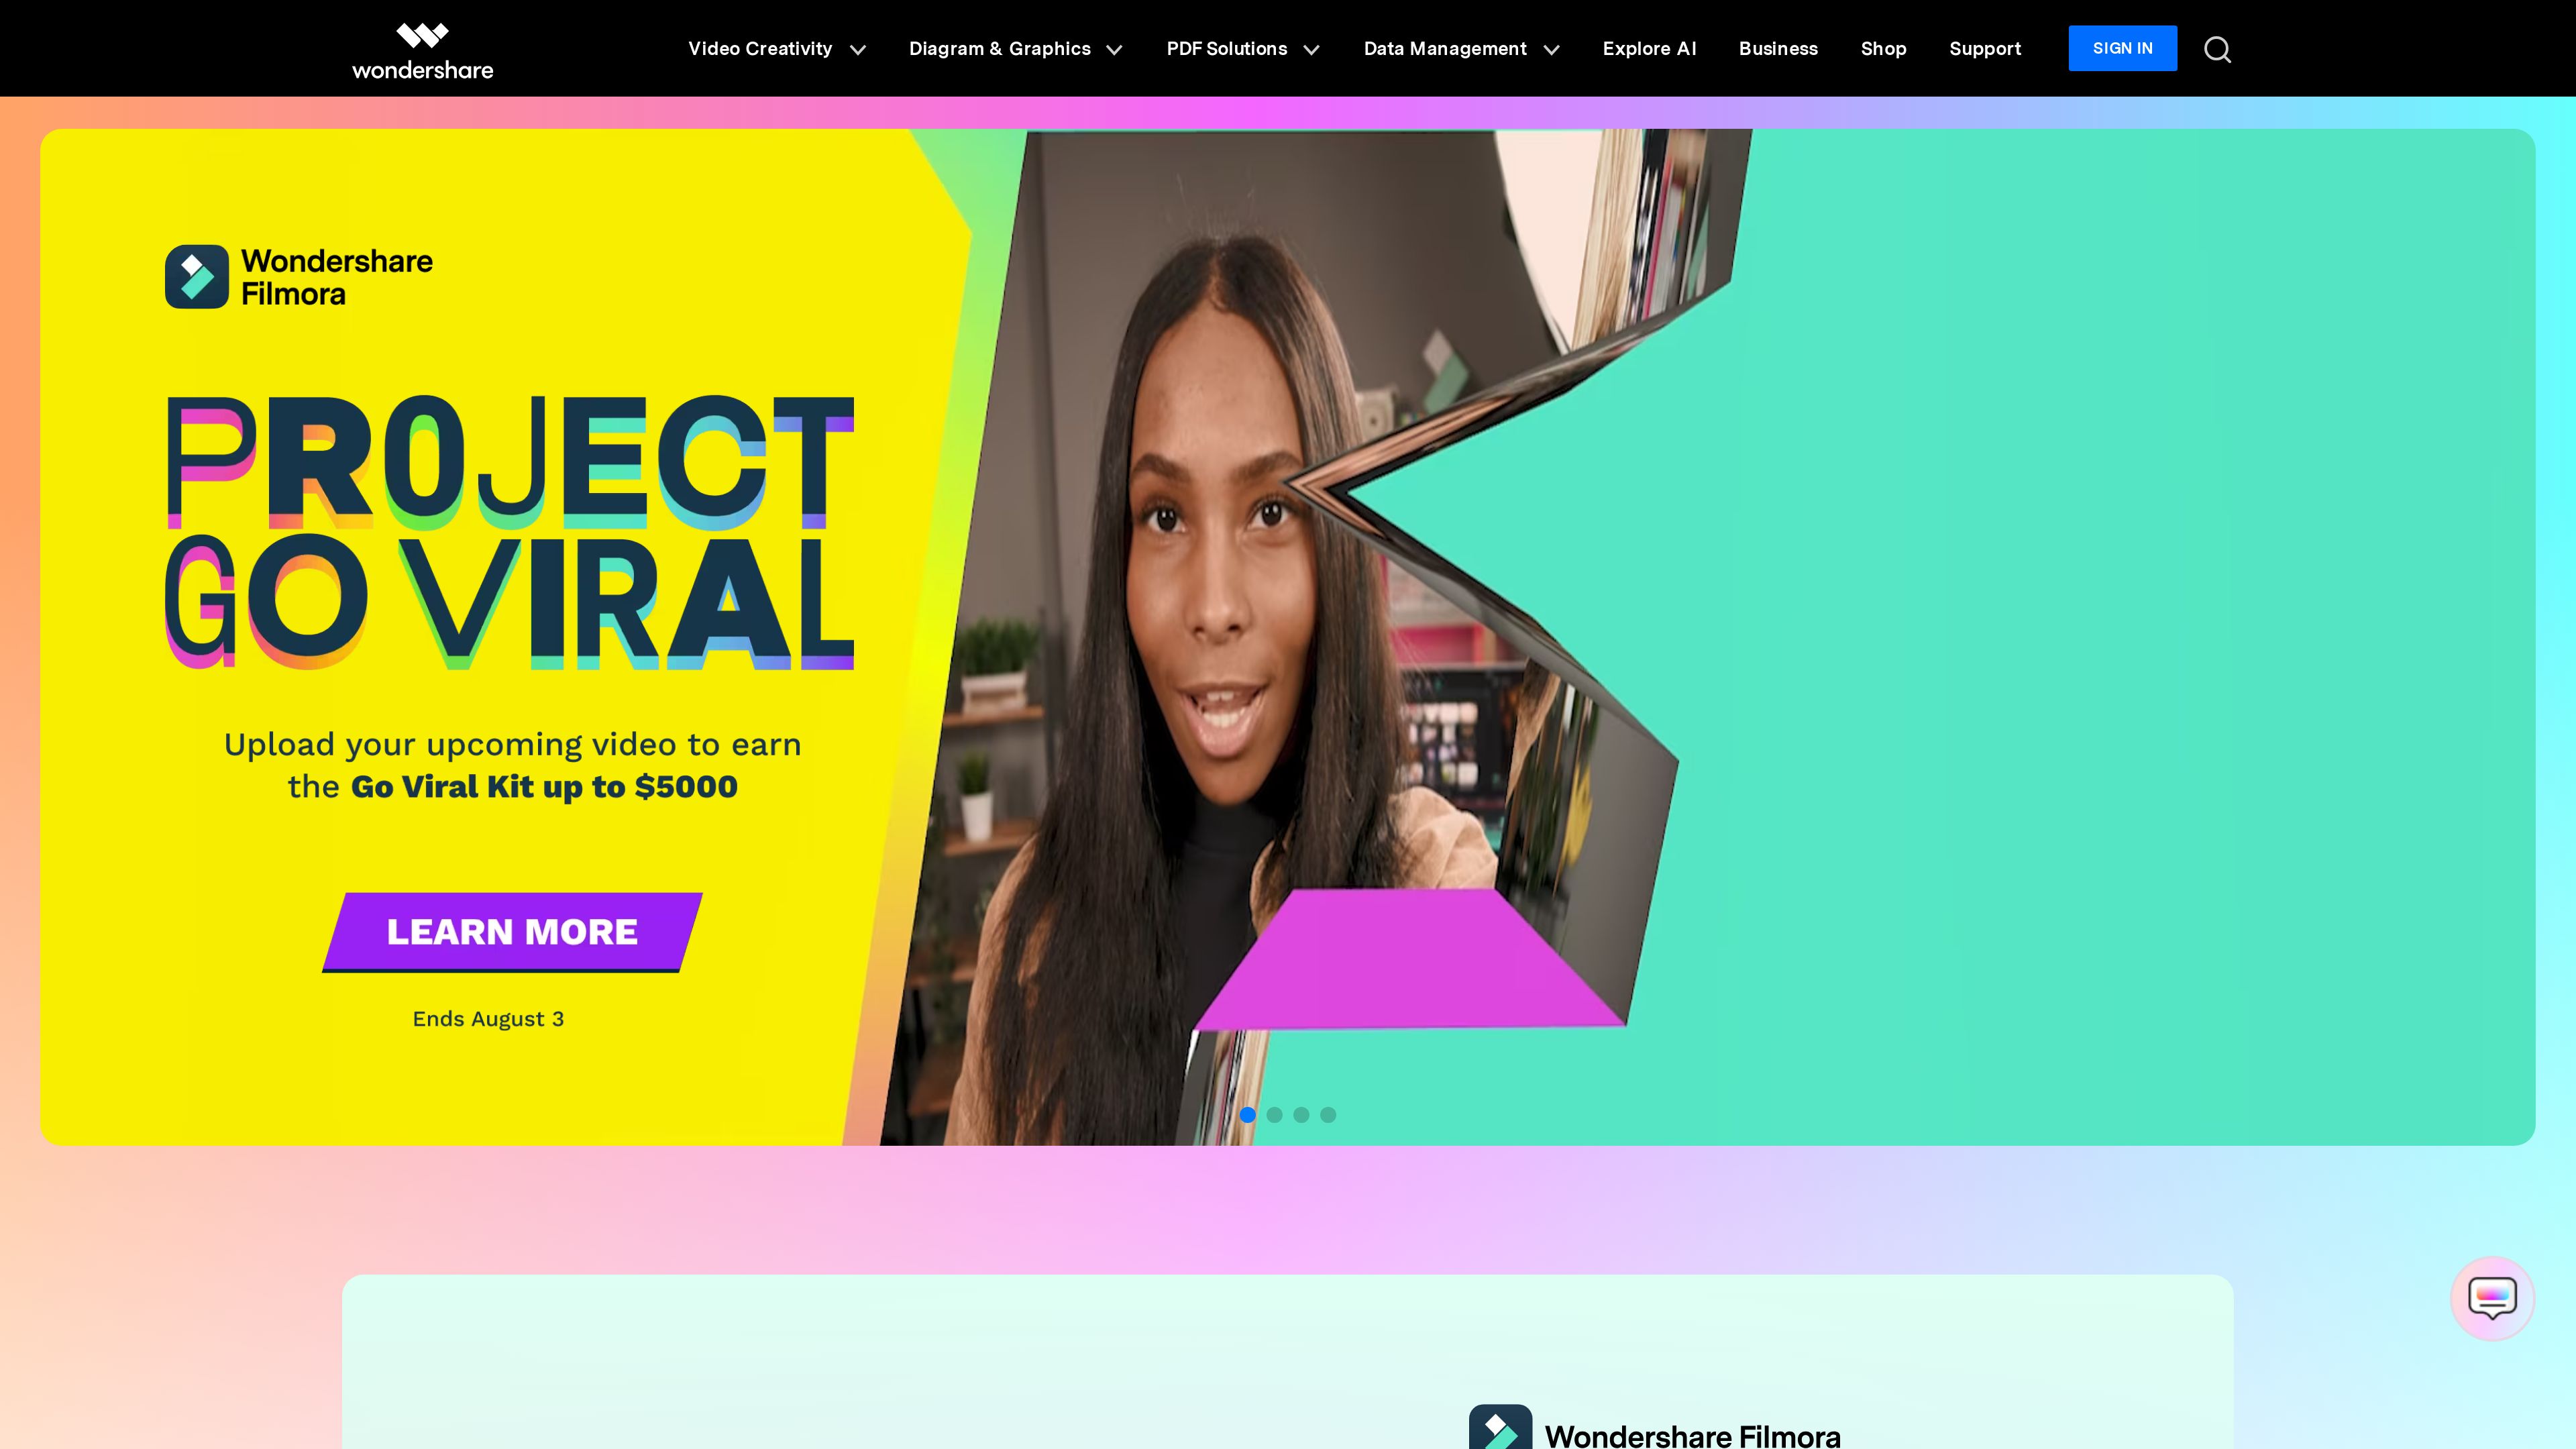 wondershare
Video Creativity
Diagram & Graphics
PDF Solutions
Data Management
Explore AI
Business
Shop
Support
SIGN IN
Wondershare
Filmora
PROJECT
GO VIRAL
Upload your upcoming video to earn
the Go Viral Kit up to $5000
LEARN MORE
Ends August 3
Wondershare Filmora